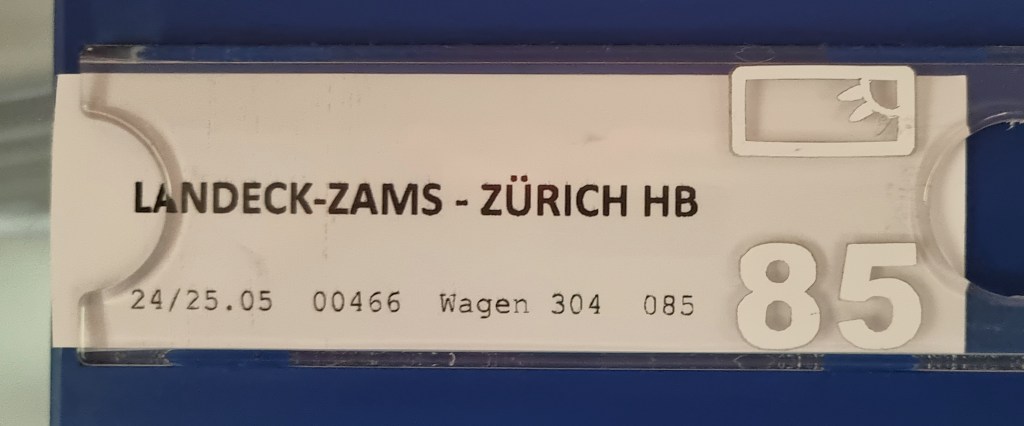 LANDECK-ZAMS - ZÜRICH HB
24/25.05 00466 Wagen 304 085
85